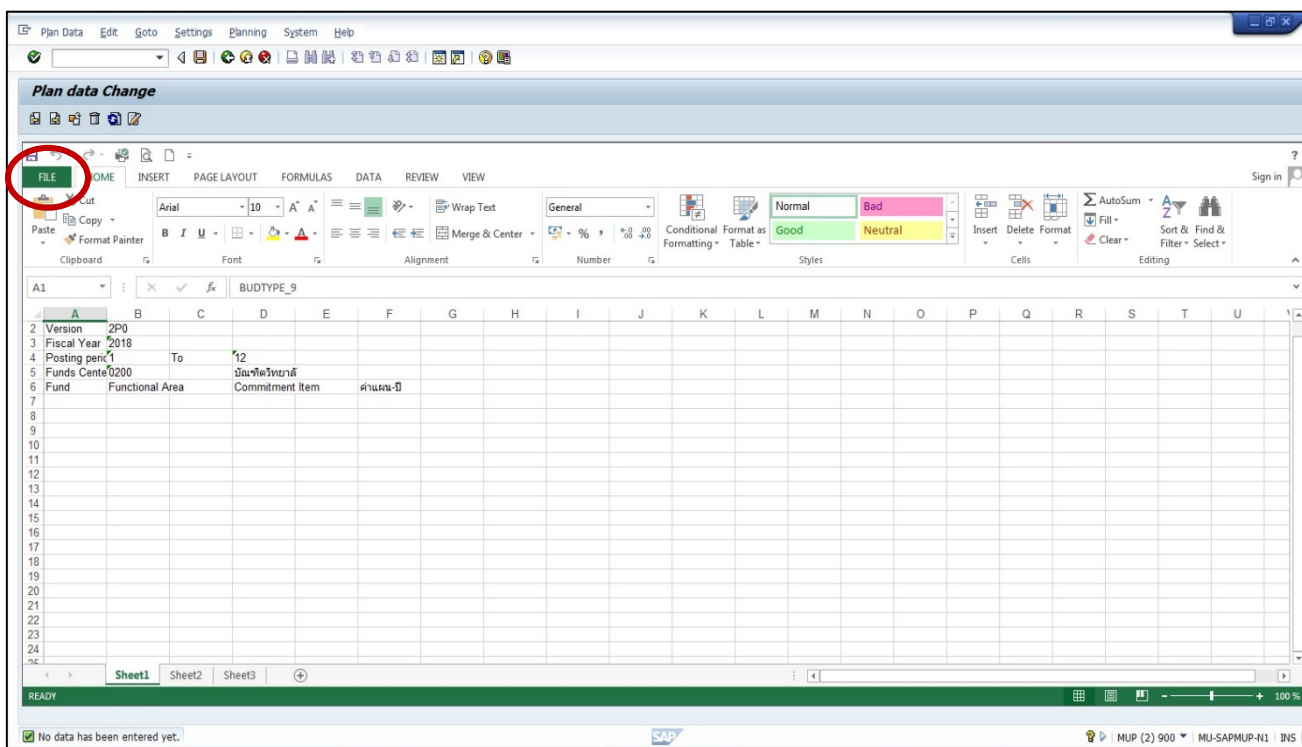 Plan Data Edit Goto Settings Planning System Help
Plan data Change
?
FILE HOME INSERT PAGE LAYOUT FORMULAS DATA REVIEW VIEW Sign in
Cut
Copy
Paste
Format Painter
Arial 10 A A
B I U A
Wrap Text
Merge & Center
General
% ,
Conditional Formatting
Format as Table
Normal Bad
Good Neutral
Insert Delete Format
AutoSum
Fill
Clear
Sort & Filter
Find & Select
Clipboard Font Alignment Number Styles Cells Editing
A1 fx BUDTYPE_9
A B C D E F G H I J K L M N O P Q R S T U
2 Version 2P0
3 Fiscal Year 2018
4 Posting peric 1 To 12
5 Funds Cente 0200 บัณฑิตวิทยาลั
6 Fund Functional Area Commitment Item ค่าแผน-ปี
7
8
9
10
11
12
13
14
15
16
17
18
19
20
21
22
23
24
Sheet1 Sheet2 Sheet3
READY 100 %
No data has been entered yet. SAP MUP (2) 900 MU-SAPMUP-N1 INS